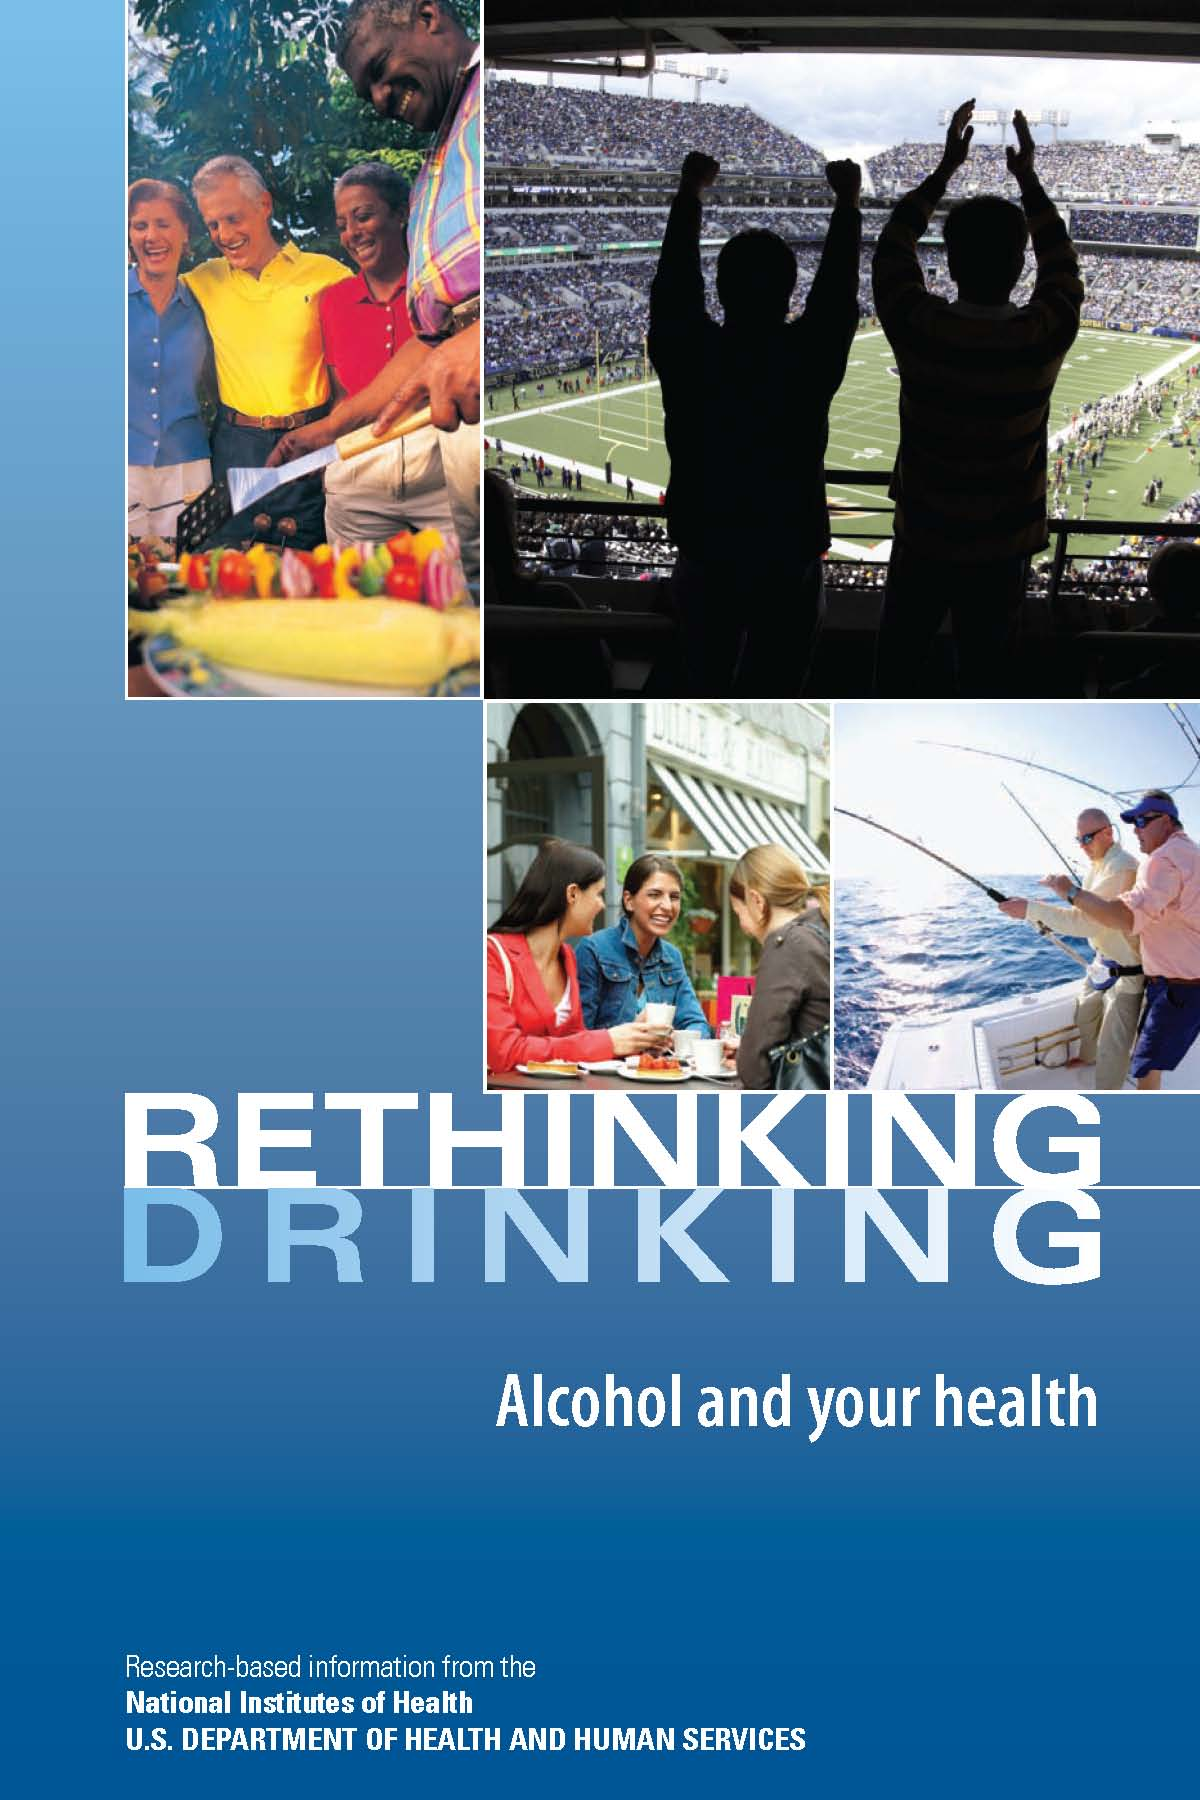 RETHINKING
DRINKING
Alcohol and your health
Research-based information from the
National Institutes of Health
U.S. DEPARTMENT OF HEALTH AND HUMAN SERVICES